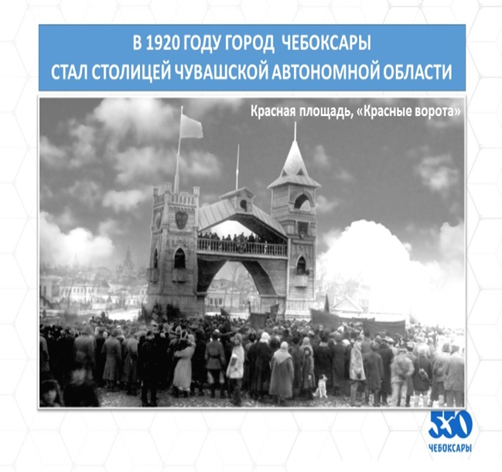 В 1920 ГОДУ ГОРОД ЧЕБОКСАРЫ
СТАЛ СТОЛИЦЕЙ ЧУВАШСКОЙ АВТОНОМНОЙ ОБЛАСТИ
Красная площадь, «Красные ворота»
550
ЧЕБОКСАРЫ